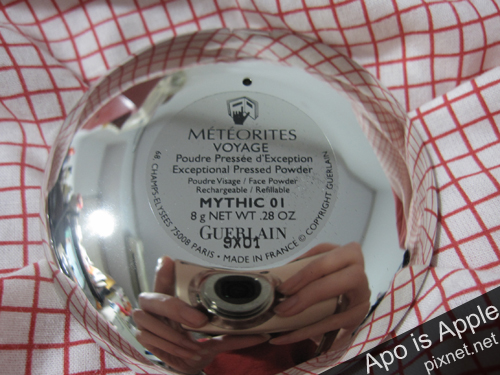 MÉTÉORITES
VOYAGE
Poudre Pressée d'Exception
Exceptional Pressed Powder
Poudre Visage / Face Powder
Rechargeable / Refillable
MYTHIC 01
8 g NET WT .28 OZ
GUERLAIN
9X01
68, CHAMPS-ELYSEES 75008 PARIS • MADE IN FRANCE © COPYRIGHT GUERLAIN
Apo is Apple
pixnet.net